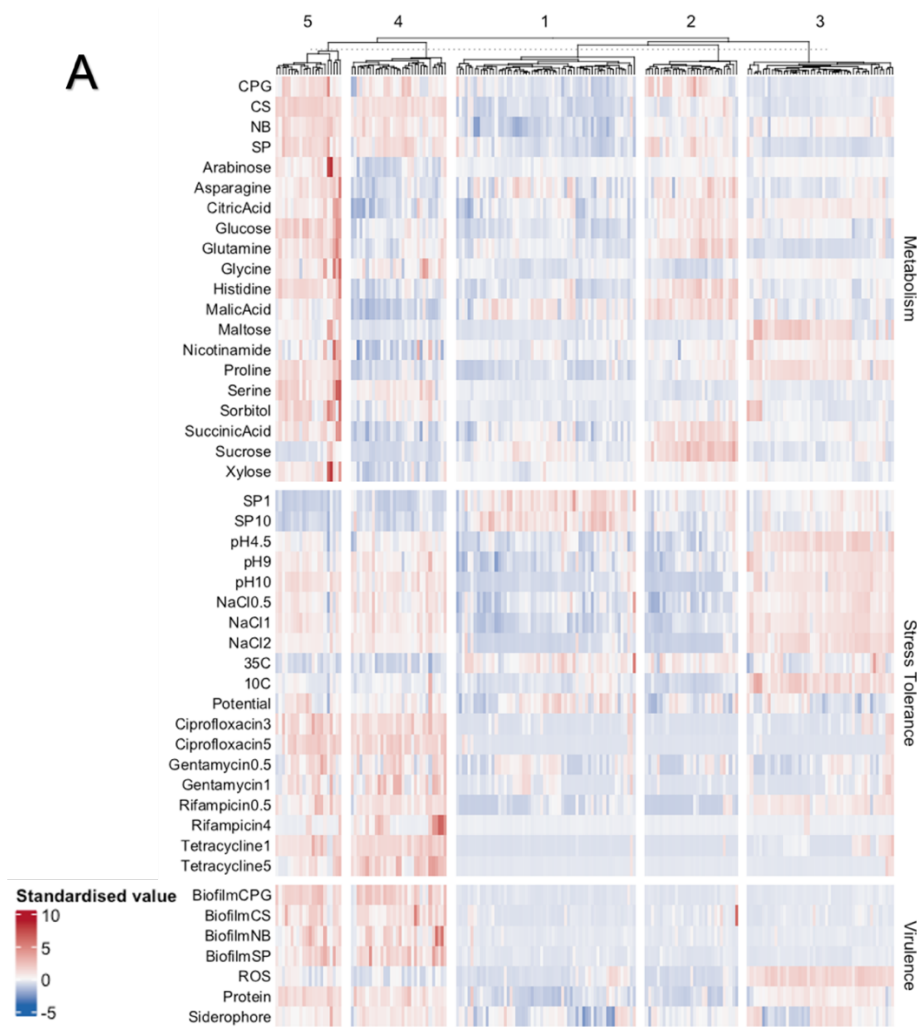 5 4 1 2 3
A
CPG
CS
NB
SP
Arabinose
Asparagine
CitricAcid
Glucose
Glutamine
Glycine
Histidine
MalicAcid
Maltose
Nicotinamide
Proline
Serine
Sorbitol
SuccinicAcid
Sucrose
Xylose
Metabolism
SP1
SP10
pH4.5
pH9
pH10
NaCl0.5
NaCl1
NaCl2
35C
10C
Potential
Ciprofloxacin3
Ciprofloxacin5
Gentamycin0.5
Gentamycin1
Rifampicin0.5
Rifampicin4
Tetracycline1
Tetracycline5
Stress Tolerance
BiofilmCPG
BiofilmCS
BiofilmNB
BiofilmSP
ROS
Protein
Siderophore
Virulence
Standardised value
10
5
0
-5